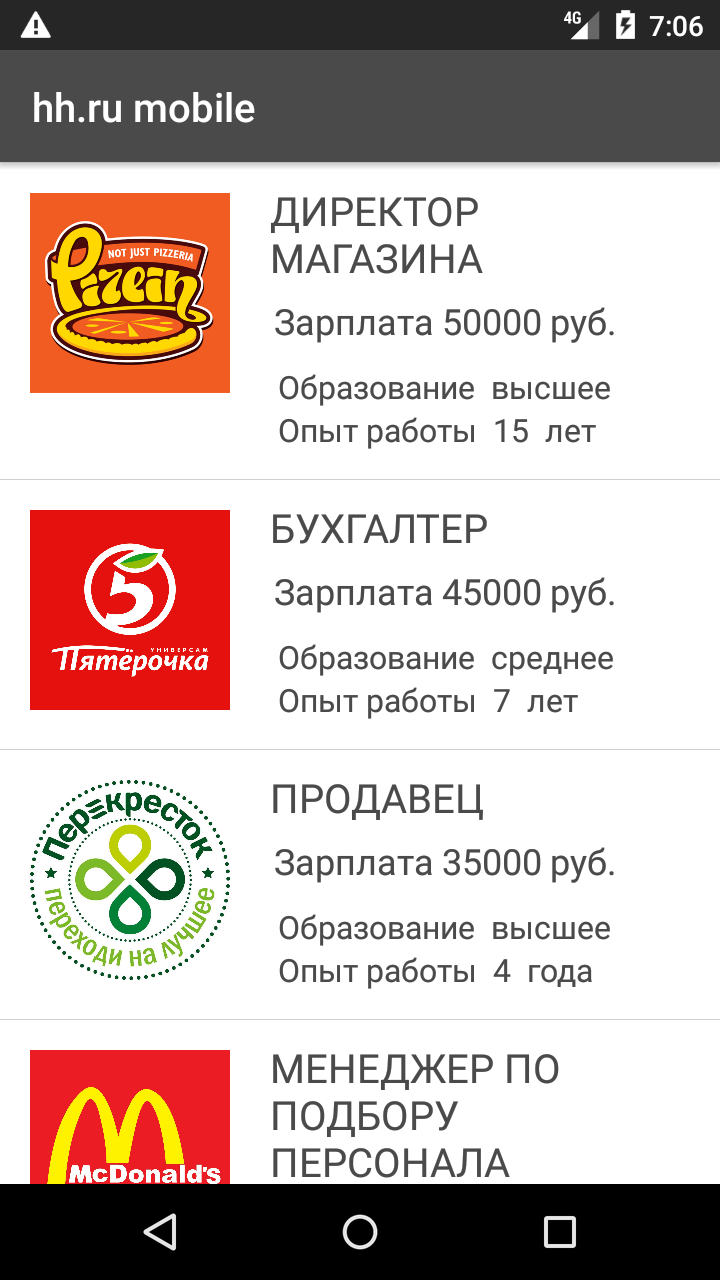 4G 7:06
hh.ru mobile
NOT JUST PIZZERIA
Pizein
ДИРЕКТОР
МАГАЗИНА
Зарплата 50000 руб.
Образование высшее
Опыт работы 15 лет
5
УНИВЕРСАМ
Пятёрочка
БУХГАЛТЕР
Зарплата 45000 руб.
Образование среднее
Опыт работы 7 лет
Перекресток
переходи на лучшее
ПРОДАВЕЦ
Зарплата 35000 руб.
Образование высшее
Опыт работы 4 года
McDonald's
МЕНЕДЖЕР ПО
ПОДБОРУ
ПЕРСОНАЛА